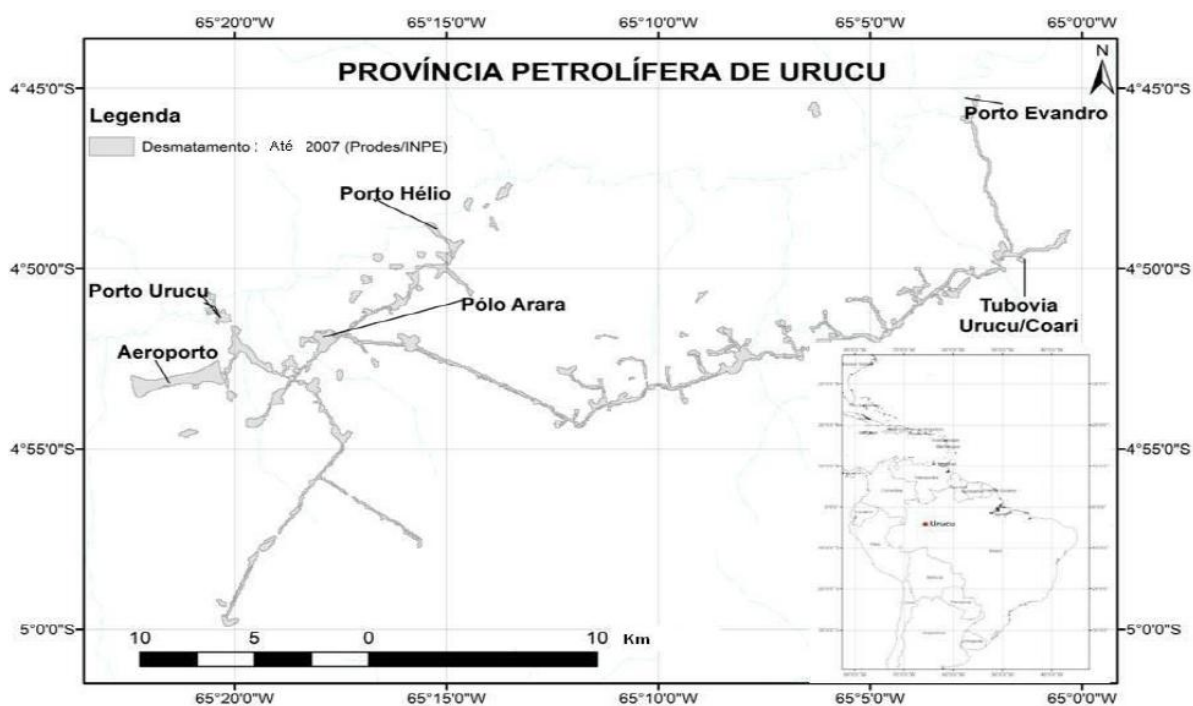 65°20'0"W 65°15'0"W 65°10'0"W 65°5'0"W 65°0'0"W
PROVÍNCIA PETROLÍFERA DE URUCU
N
4°45'0"S 4°45'0"S
Porto Evandro
Legenda
Desmatamento : Até 2007 (Prodes/INPE)
Porto Hélio
4°50'0"S 4°50'0"S
Porto Urucu
Pólo Arara
Tubovia
Urucu/Coari
Aeroporto
4°55'0"S 4°55'0"S
Urucu
5°0'0"S 5°0'0"S
10 5 0 10 Km
65°20'0"W 65°15'0"W 65°10'0"W 65°5'0"W 65°0'0"W